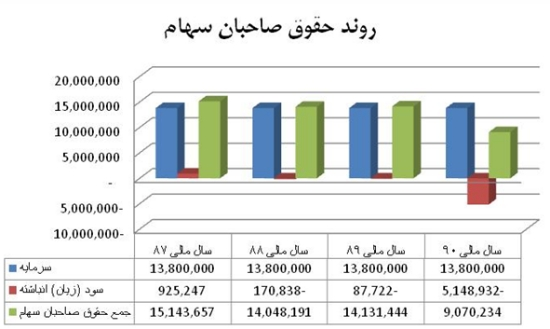 روند حقوق صاحبان سهام
20,000,000
15,000,000
10,000,000
5,000,000
-
5,000,000-
10,000,000-
سال مالی ۸۷ سال مالی ۸۸ سال مالی ۸۹ سال مالی ۹۰
سرمایه 13,800,000 13,800,000 13,800,000 13,800,000
سود (زیان) انباشته 925,247 170,838- 87,722- 5,148,932-
جمع حقوق صاحبان سهام 15,143,657 14,048,191 14,131,444 9,070,234